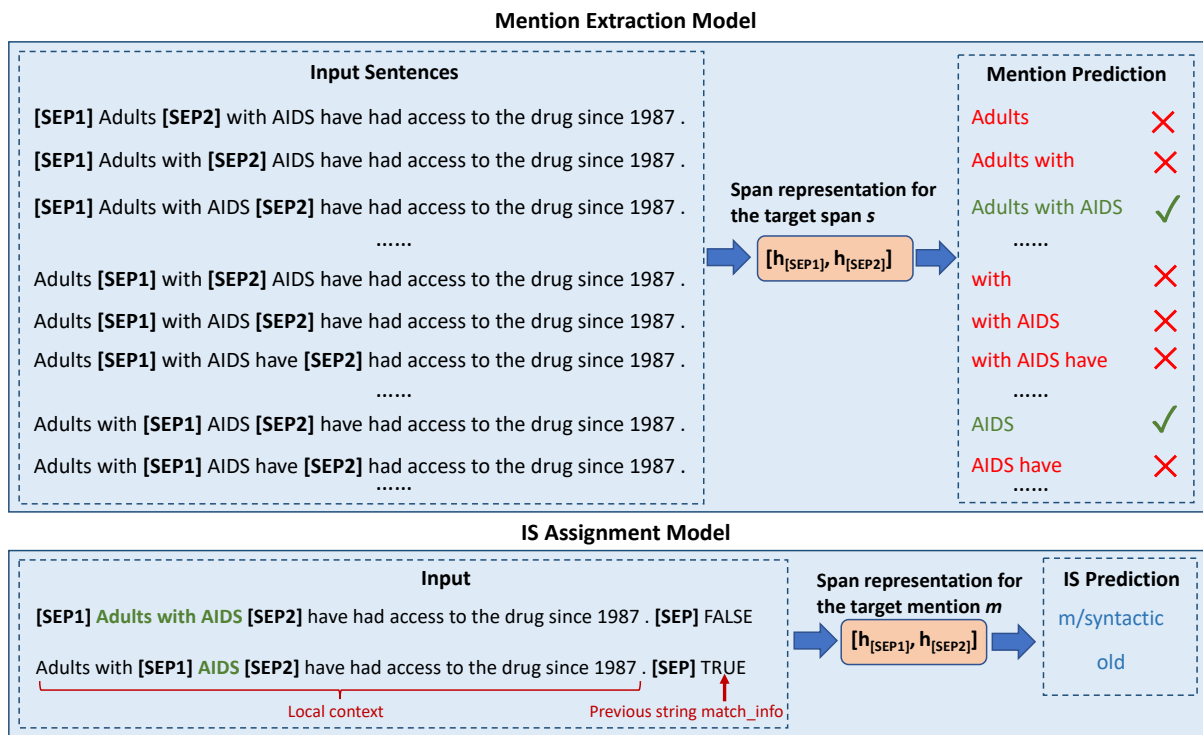 Mention Extraction Model
Input Sentences
[SEP1] Adults [SEP2] with AIDS have had access to the drug since 1987 .
[SEP1] Adults with [SEP2] AIDS have had access to the drug since 1987 .
[SEP1] Adults with AIDS [SEP2] have had access to the drug since 1987 .
......
Adults [SEP1] with [SEP2] AIDS have had access to the drug since 1987 .
Adults [SEP1] with AIDS [SEP2] have had access to the drug since 1987 .
Adults [SEP1] with AIDS have [SEP2] had access to the drug since 1987 .
......
Adults with [SEP1] AIDS [SEP2] have had access to the drug since 1987 .
Adults with [SEP1] AIDS have [SEP2] had access to the drug since 1987 .
......
Span representation for
the target span s
[h[SEP1], h[SEP2]]
Mention Prediction
Adults
Adults with
Adults with AIDS
......
with
with AIDS
with AIDS have
......
AIDS
AIDS have
......
IS Assignment Model
Input
[SEP1] Adults with AIDS [SEP2] have had access to the drug since 1987 . [SEP] FALSE
Adults with [SEP1] AIDS [SEP2] have had access to the drug since 1987 . [SEP] TRUE
Local context
Previous string match_info
Span representation for
the target mention m
[h[SEP1], h[SEP2]]
IS Prediction
m/syntactic
old